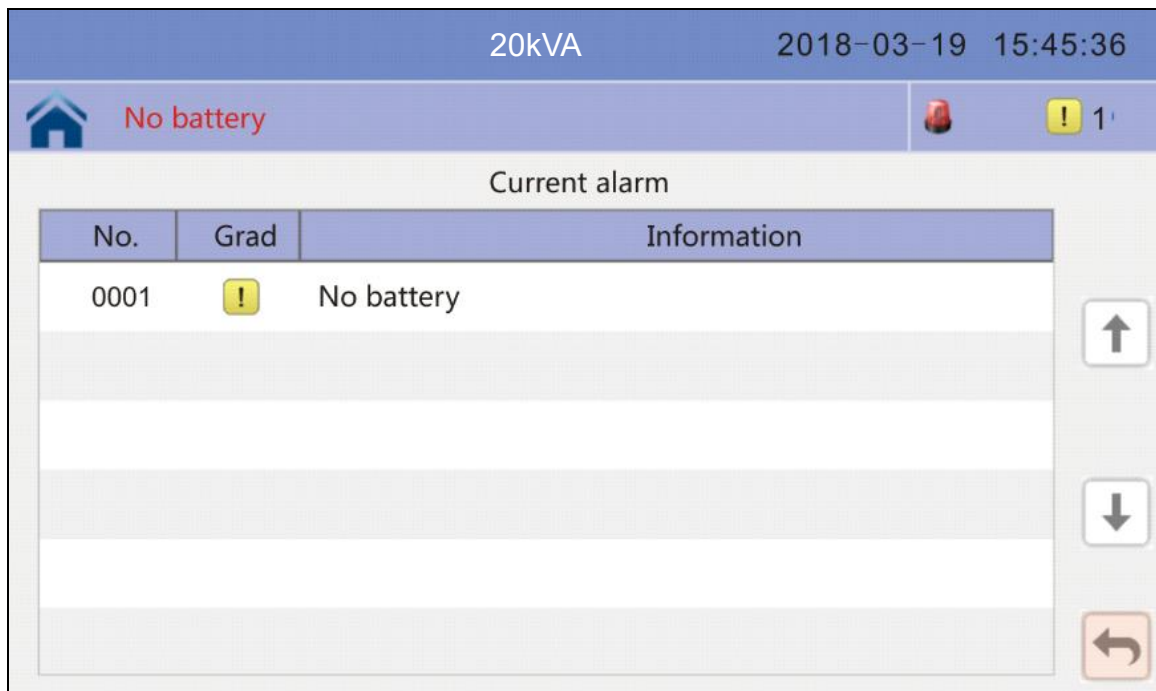 20kVA 2018-03-19 15:45:36
No battery ! 1
Current alarm
No. Grad Information
0001 ! No battery